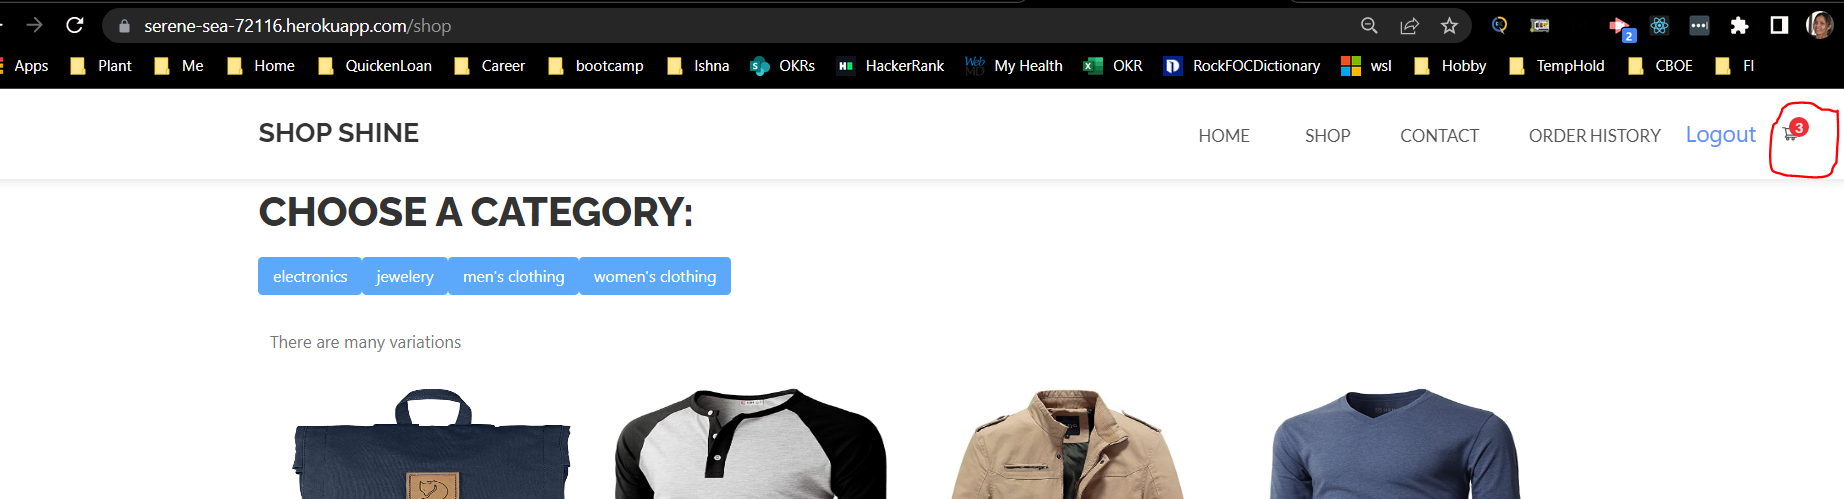 serene-sea-72116.herokuapp.com/shop
2
Apps Plant Me Home QuickenLoan Career bootcamp Ishna OKRs HackerRank WebMD My Health OKR RockFOCDictionary wsl Hobby TempHold CBOE FI
SHOP SHINE HOME SHOP CONTACT ORDER HISTORY Logout 3
CHOOSE A CATEGORY:
electronics jewelery men's clothing women's clothing
There are many variations